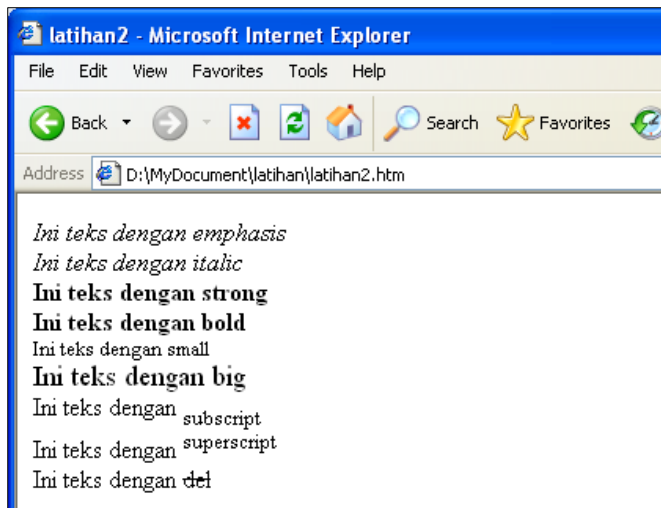 latihan2 - Microsoft Internet Explorer
File Edit View Favorites Tools Help
Back Search Favorites
Address D:\MyDocument\latihan\latihan2.htm
Ini teks dengan emphasis
Ini teks dengan italic
Ini teks dengan strong
Ini teks dengan bold
Ini teks dengan small
Ini teks dengan big
Ini teks dengan subscript
Ini teks dengan superscript
Ini teks dengan del